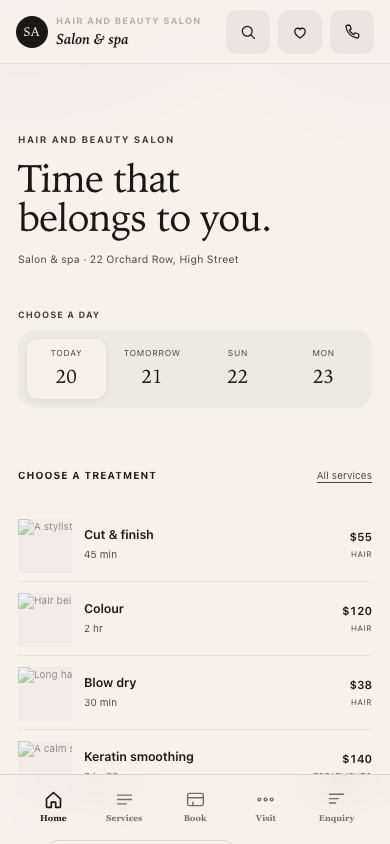 SA
HAIR AND BEAUTY SALON
Salon & spa
HAIR AND BEAUTY SALON
Time that
belongs to you.
Salon & spa · 22 Orchard Row, High Street
CHOOSE A DAY
TODAY TOMORROW SUN MON
20 21 22 23
CHOOSE A TREATMENT All services
A stylist
Cut & finish $55
45 min HAIR
Hair bei
Colour $120
2 hr HAIR
Long ha
Blow dry $38
30 min HAIR
A calm s
Keratin smoothing $140
Home Services Book Visit Enquiry